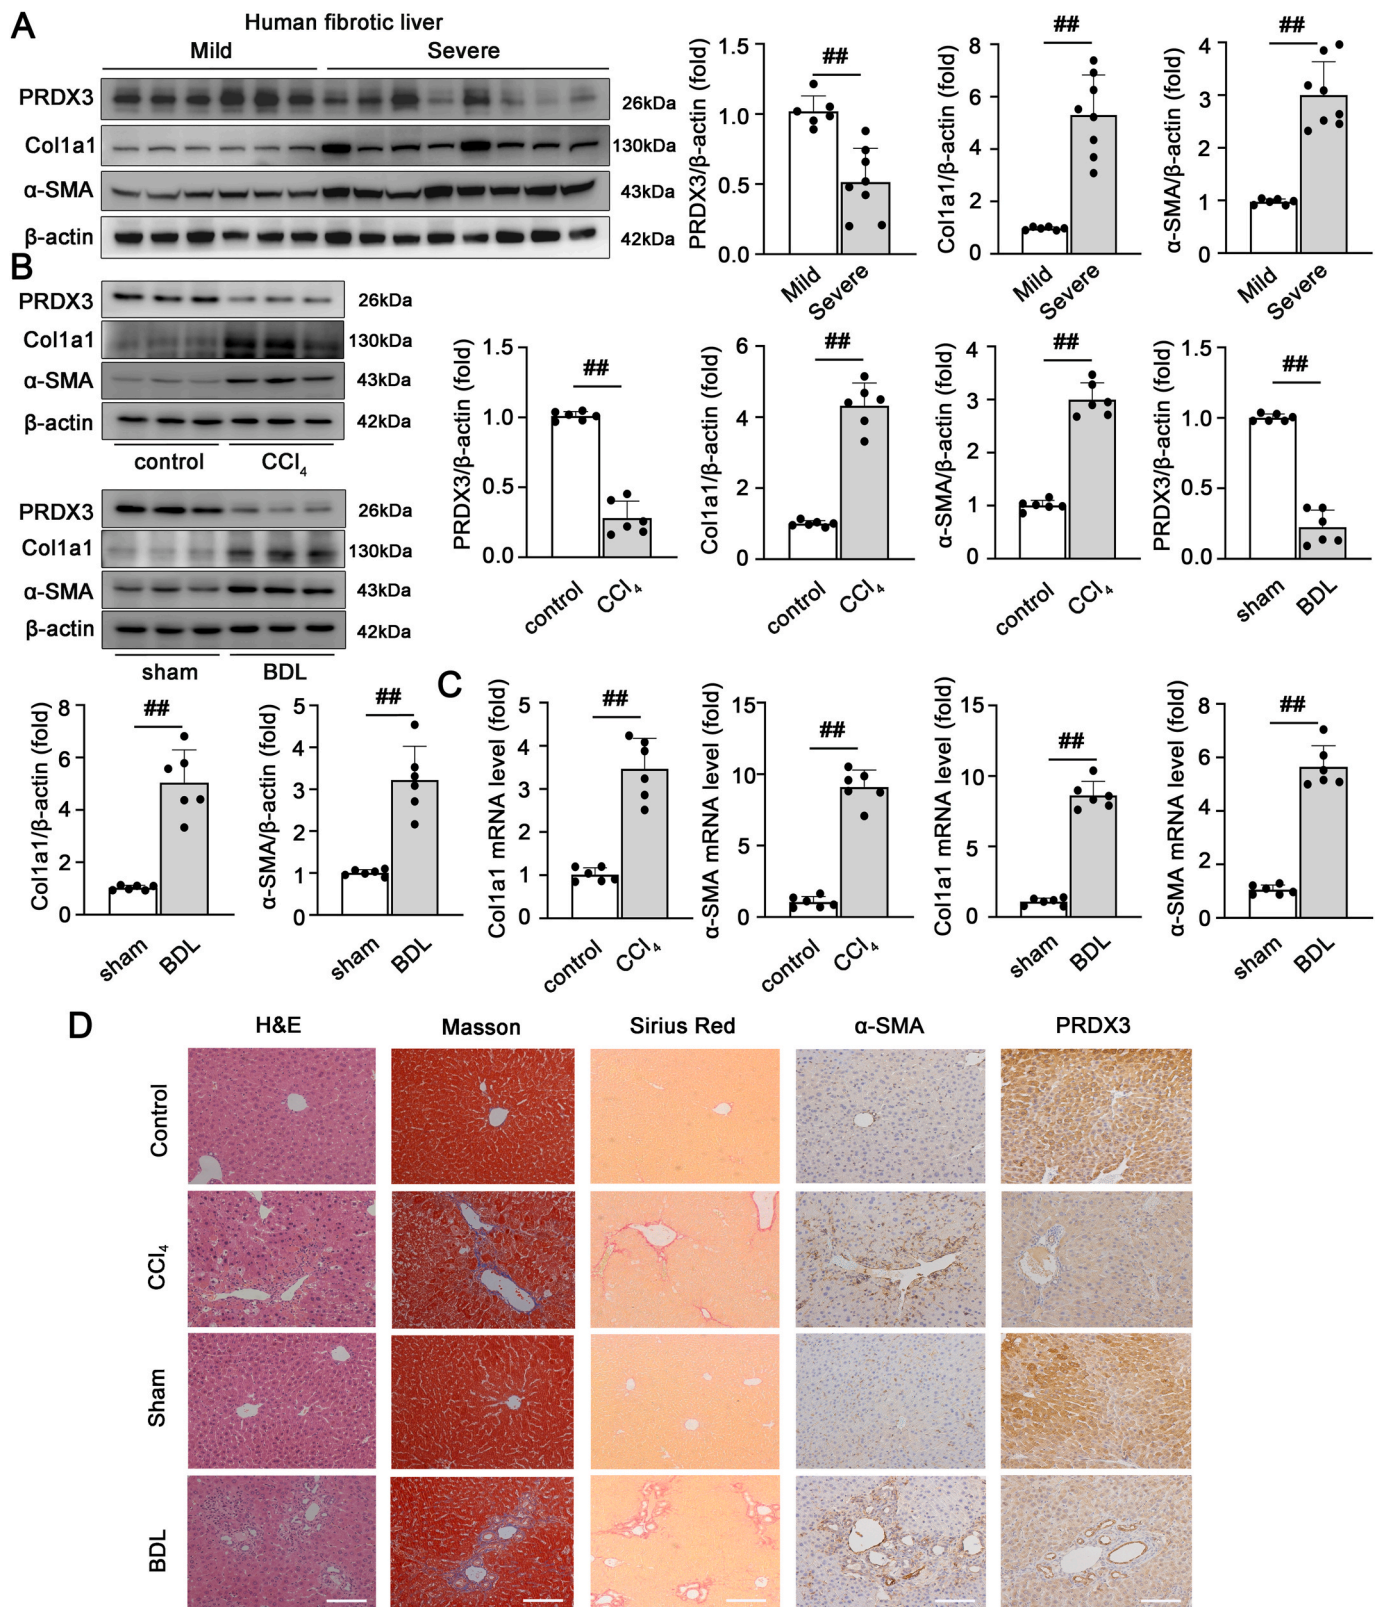 A
Human fibrotic liver
Mild Severe
PRDX3 26kDa
Col1a1 130kDa
α-SMA 43kDa
β-actin 42kDa
PRDX3/β-actin (fold)
1.5
1.0
0.5
0.0
##
Mild Severe
Col1a1/β-actin (fold)
8
6
4
2
0
##
Mild Severe
α-SMA/β-actin (fold)
4
3
2
1
0
##
Mild Severe
B
PRDX3 26kDa
Col1a1 130kDa
α-SMA 43kDa
β-actin 42kDa
control CCl₄
PRDX3 26kDa
Col1a1 130kDa
α-SMA 43kDa
β-actin 42kDa
sham BDL
PRDX3/β-actin (fold)
1.5
1.0
0.5
0.0
##
control CCl₄
Col1a1/β-actin (fold)
6
4
2
0
##
control CCl₄
α-SMA/β-actin (fold)
4
3
2
1
0
##
control CCl₄
PRDX3/β-actin (fold)
1.5
1.0
0.5
0.0
##
sham BDL
Col1a1/β-actin (fold)
8
6
4
2
0
##
sham BDL
α-SMA/β-actin (fold)
5
4
3
2
1
0
##
sham BDL
C
Col1a1 mRNA level (fold)
5
4
3
2
1
0
##
control CCl₄
α-SMA mRNA level (fold)
15
10
5
0
##
control CCl₄
Col1a1 mRNA level (fold)
15
10
5
0
##
sham BDL
α-SMA mRNA level (fold)
8
6
4
2
0
##
sham BDL
D
H&E Masson Sirius Red α-SMA PRDX3
Control
CCl₄
Sham
BDL